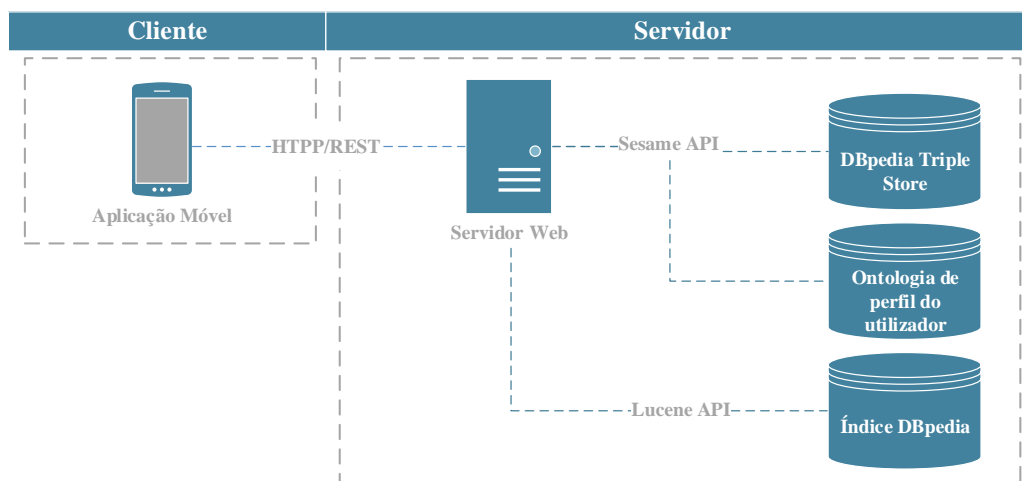 Cliente
Servidor
HTPP/REST
Sesame API
DBpedia Triple
Store
Aplicação Móvel
Servidor Web
Ontologia de
perfil do
utilizador
Lucene API
Índice DBpedia